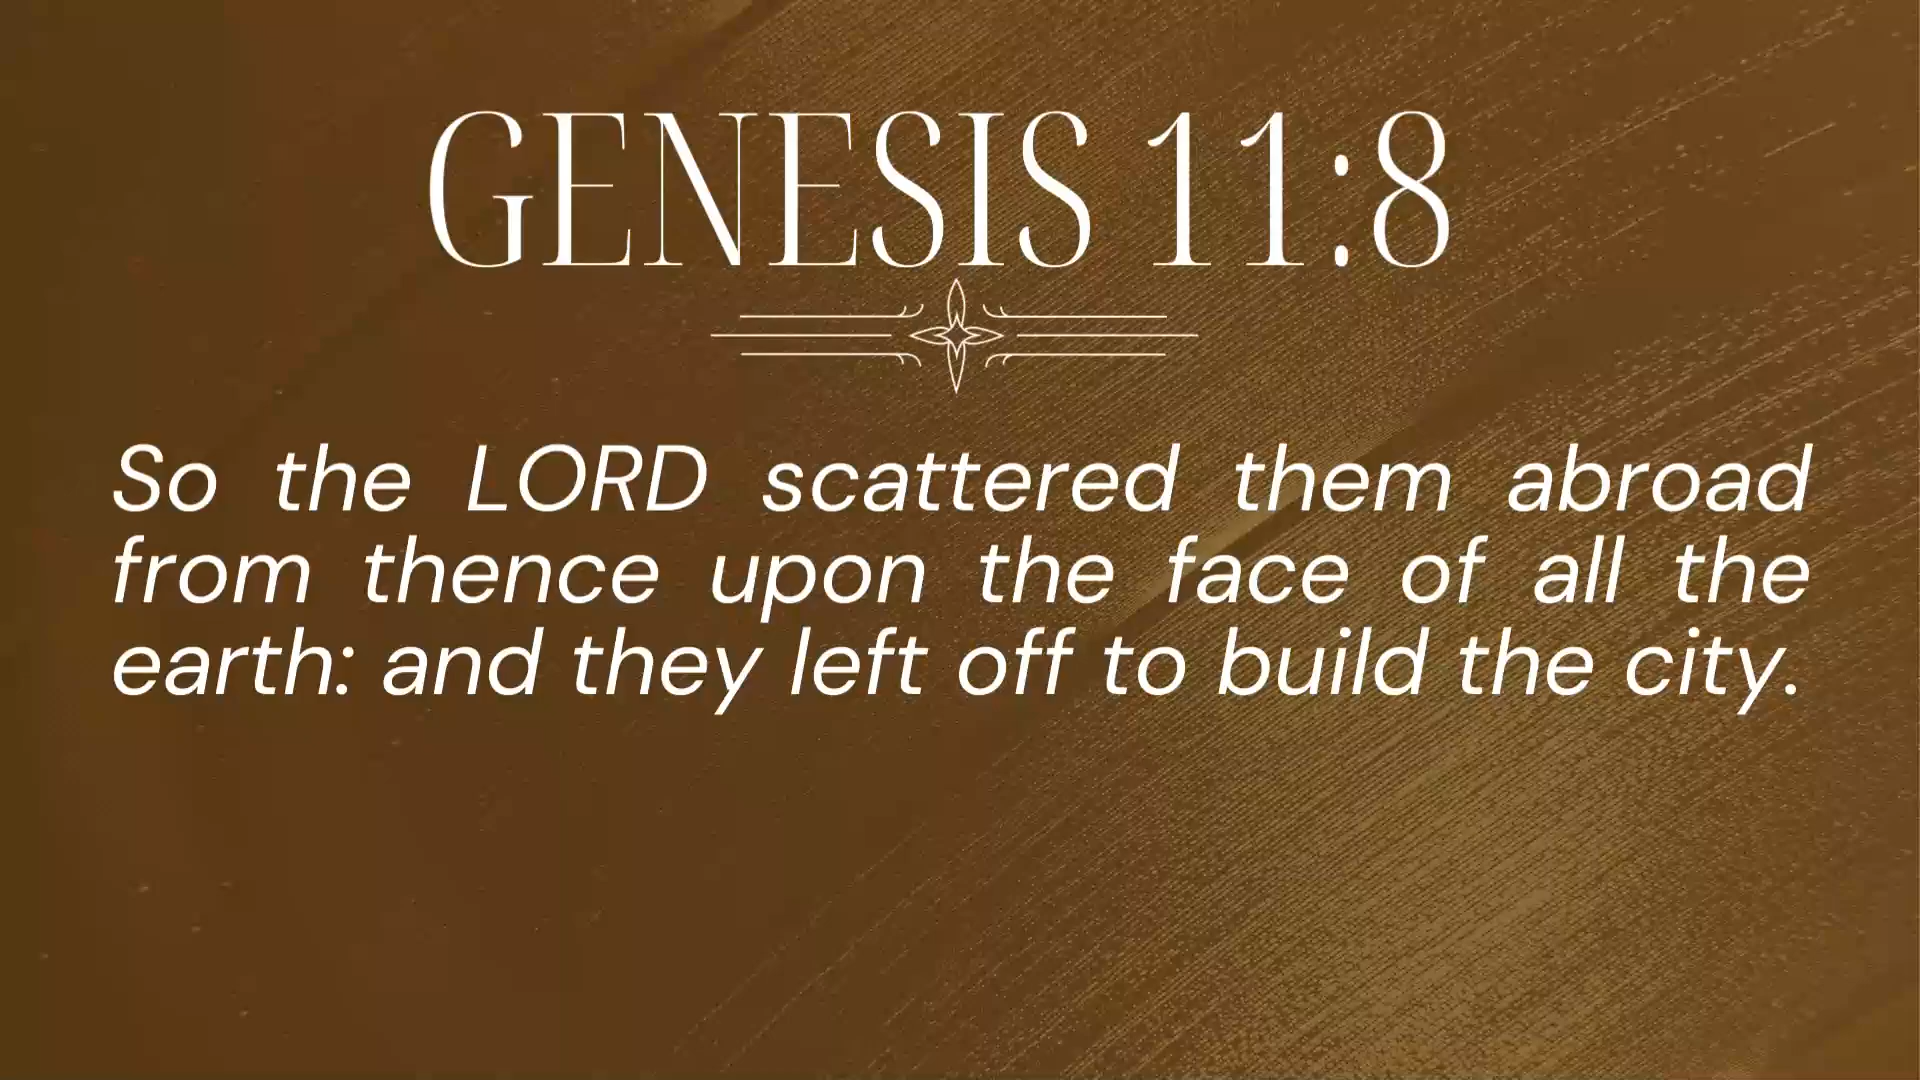 GENESIS 11:8
So the LORD scattered them abroad
from thence upon the face of all the
earth: and they left off to build the city.